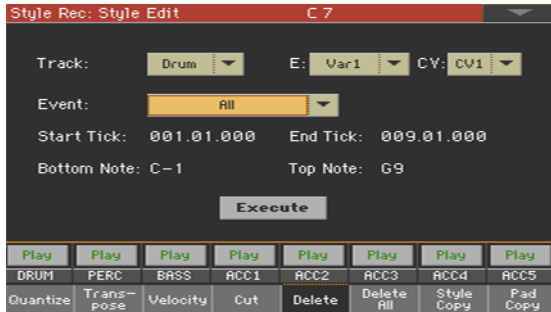 Style Rec: Style Edit C7
Track: Drum E: Var1 CV: CV1
Event: All
Start Tick: 001.01.000 End Tick: 009.01.000
Bottom Note: C-1 Top Note: G9
Execute
Play Play Play Play Play Play Play Play
DRUM PERC BASS ACC1 ACC2 ACC3 ACC4 ACC5
Quantize Trans-pose Velocity Cut Delete Delete All Style Copy Pad Copy